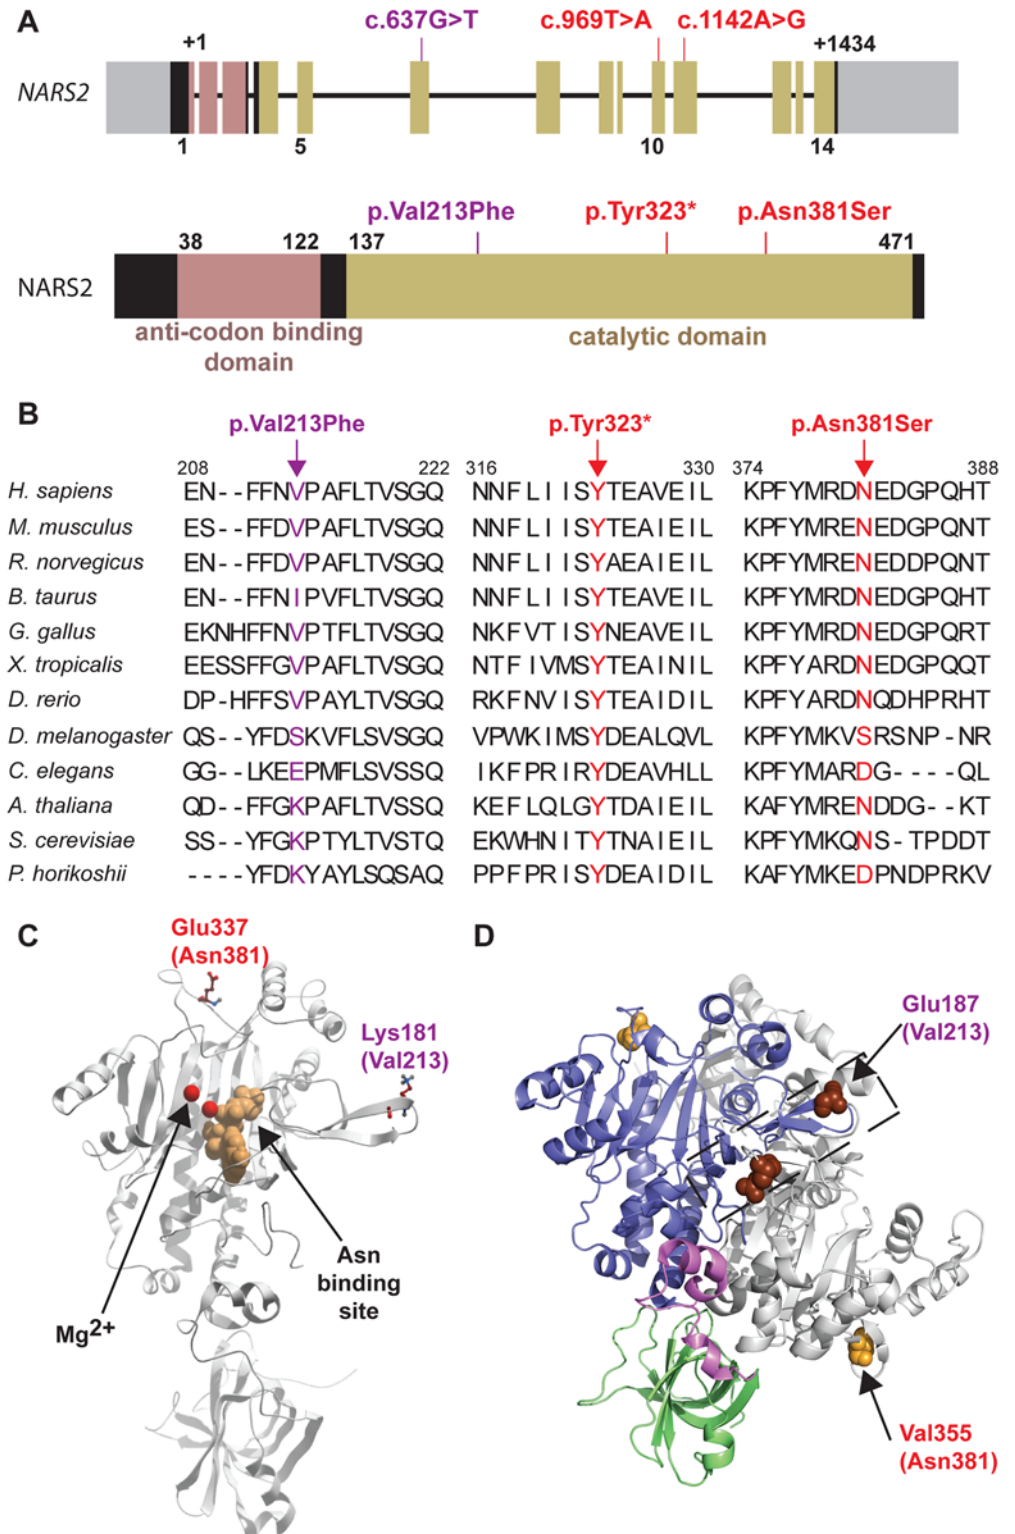 A
c.637G>T
c.969T>A
c.1142A>G
+1
+1434
NARS2
1
5
10
14
p.Val213Phe
p.Tyr323*
p.Asn381Ser
38
122
137
471
NARS2
anti-codon binding
domain
catalytic domain
B
p.Val213Phe
p.Tyr323*
p.Asn381Ser
208
222
316
330
374
388
H. sapiens EN--FFNVPAFLTVSGQ NNFLIISYTEAVEIL KPFYMRDNEDGPQHT
M. musculus ES--FFDVPAFLTVSGQ NNFLIISYTEAIEIL KPFYMRENEDGPQNT
R. norvegicus EN--FFDVPAFLTVSGQ NNFLIISYAEAVEIL KPFYMRENEDDPQNT
B. taurus EN--FFNIPVFLTVSGQ NNFLIISYTEAVEIL KPFYMRDNEDGPQHT
G. gallus EKNHFFNVPTFLTVSGQ NKFVTISYNEAVEIL KPFYMRDNEDGPQRT
X. tropicalis EESSFFGVPAFLTVSGQ NTFIVMSYTEAINIL KPFYARDNEDGPQQT
D. rerio DP-HFFSVPAYLTVSGQ RKFNVISYTEAIDIL KPFYARDNQDHPRHT
D. melanogaster QS--YFDSKVFLSVSGQ VPWKIMSYDEALQVL KPFYMKVSRSNP-NR
C. elegans GG--LKEEPMFLSVSSQ IKFPRIRYDEAVHLL KPFYMARDG----QL
A. thaliana QD--FFGKPAFLTVSSQ KEFLQLGYTDAIEIL KAFYMRENDDG--KT
S. cerevisiae SS--YFGKPTYLTVSTQ EKWHNITYTNAIEIL KPFYMKQNS-TPDDT
P. horikoshii ----YFDKYAYLSQSAQ PPFPRISYDEAIDIL KAFYMKEDPNDPRKV
C
Glu337
(Asn381)
Lys181
(Val213)
Asn
binding
site
Mg2+
D
Glu187
(Val213)
Val355
(Asn381)